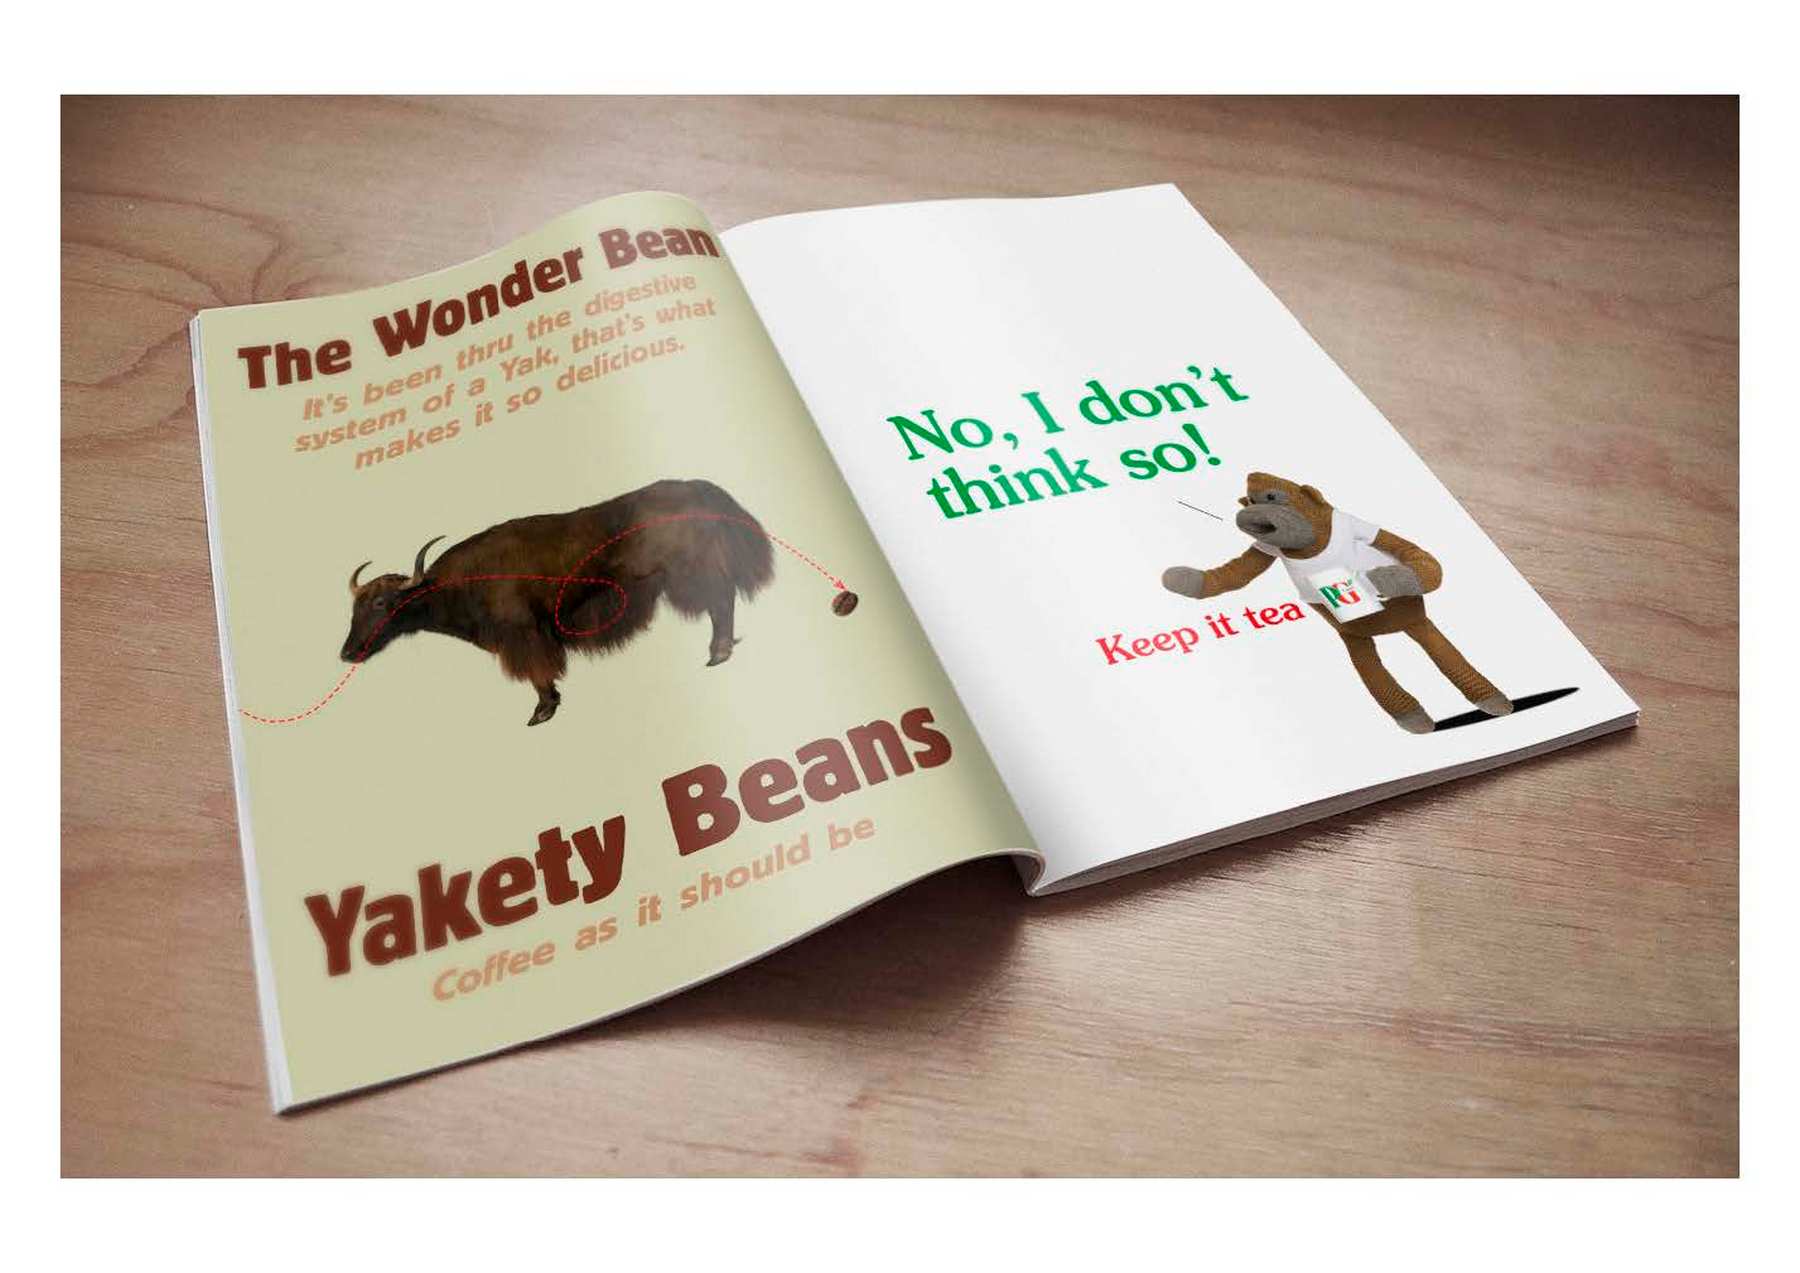 The Wonder Bean
It's been thru the digestive
system of a Yak, that's what
makes it so delicious.
Yakety Beans
Coffee as it should be
No, I don't
think so!
Keep it tea
PG